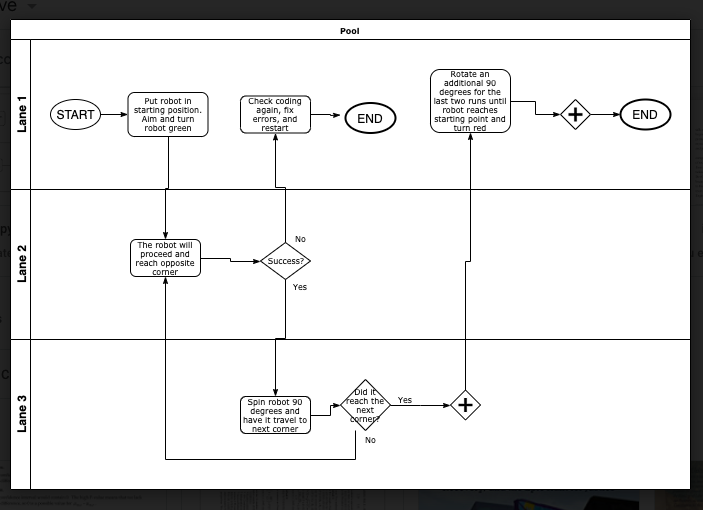 Pool
Lane 1
START
Put robot in
starting position.
Aim and turn
robot green
Check coding
again, fix
errors, and
restart
END
Rotate an
additional 90
degrees for the
last two runs until
robot reaches
starting point and
turn red
END
Lane 2
The robot will
proceed and
reach opposite
corner
Success?
No
Yes
Lane 3
Spin robot 90
degrees and
have it travel to
next corner
Did it
reach the
next
corner?
Yes
No